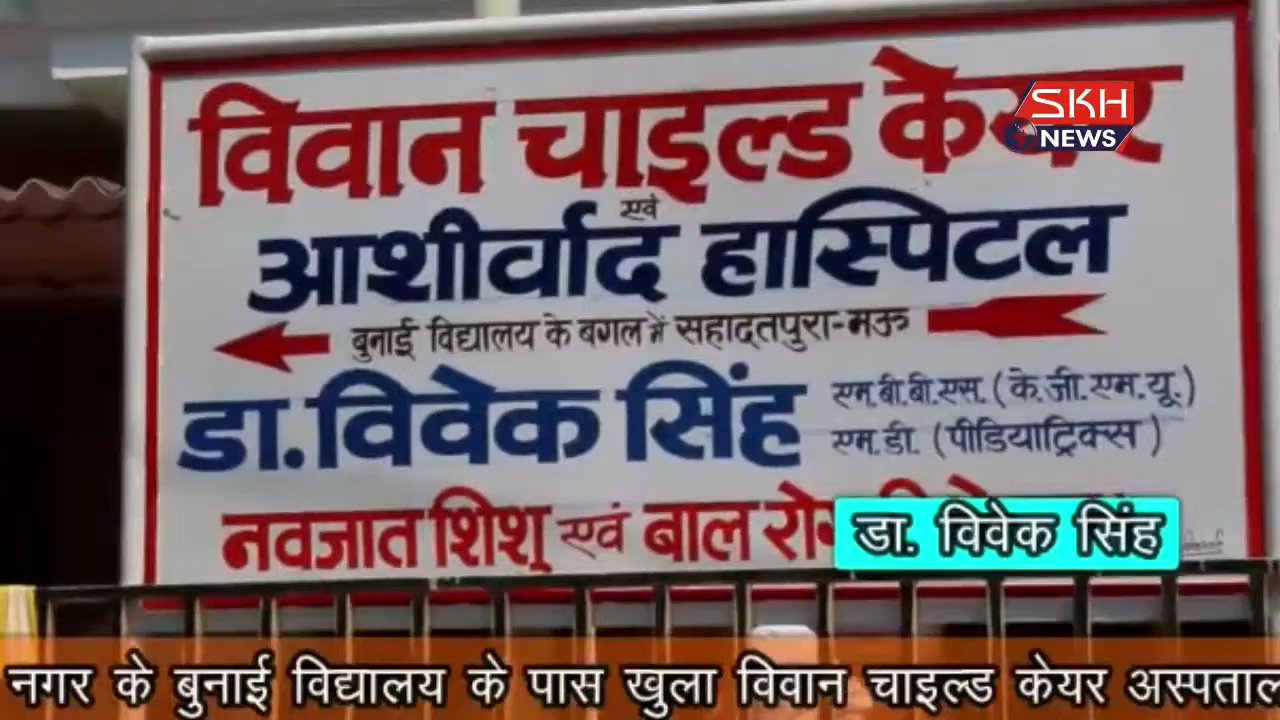 विवान चाइल्ड केयर
SKH
NEWS
एवं
आशीर्वाद हास्पिटल
बुनाई विद्यालय के बगल में सहादतपुरा-मऊ
डा. विवेक सिंह
एम.बी.बी.एस. (के.जी.एम.यू.)
एम.डी. (पीडियाट्रिक्स)
नवजात शिशु एवं बाल
डा. विवेक सिंह
नगर के बुनाई विद्यालय के पास खुला विवान चाइल्ड केयर अस्पताल